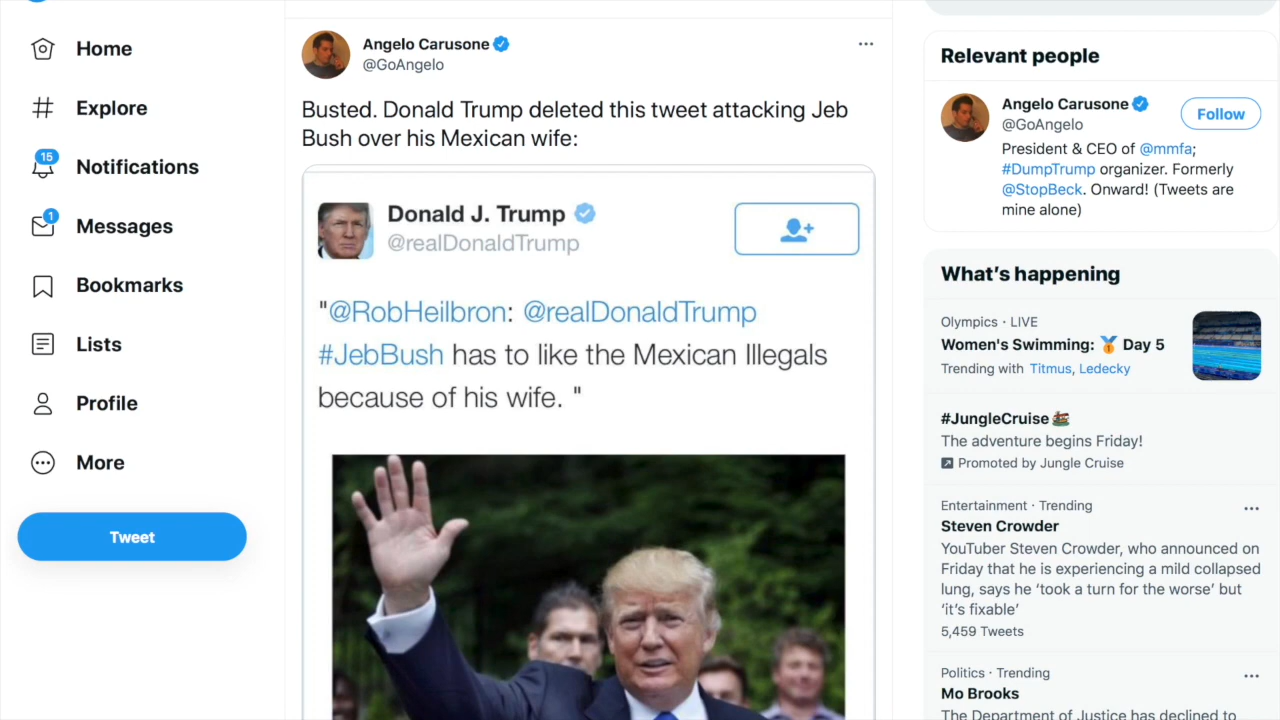 Home
Explore
15
Notifications
1
Messages
Bookmarks
Lists
Profile
More
Tweet
Angelo Carusone
@GoAngelo
Busted. Donald Trump deleted this tweet attacking Jeb
Bush over his Mexican wife:
Donald J. Trump
@realDonaldTrump
"@RobHeilbron: @realDonaldTrump
#JebBush has to like the Mexican Illegals
because of his wife. "
Relevant people
Angelo Carusone
@GoAngelo
Follow
President & CEO of @mmfa;
#DumpTrump organizer. Formerly
@StopBeck. Onward! (Tweets are
mine alone)
What's happening
Olympics · LIVE
Women's Swimming: 🏅 Day 5
Trending with Titmus, Ledecky
#JungleCruise
The adventure begins Friday!
Promoted by Jungle Cruise
Entertainment · Trending
Steven Crowder
YouTuber Steven Crowder, who announced on
Friday that he is experiencing a mild collapsed
lung, says he ‘took a turn for the worse’ but
‘it’s fixable’
5,459 Tweets
Politics · Trending
Mo Brooks
The Department of Justice has declined to